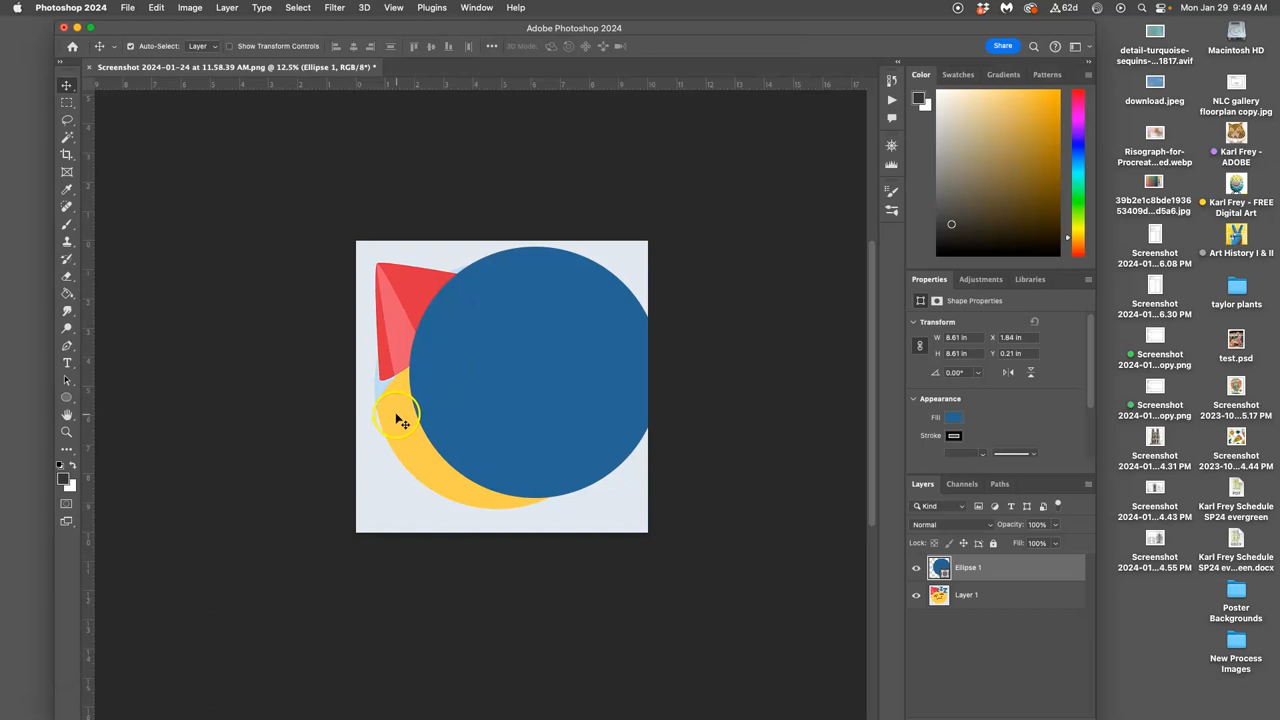 Photoshop 2024 File Edit Image Layer Type Select Filter 3D View Plugins Window Help
62d Mon Jan 29 9:49 AM
Adobe Photoshop 2024
Auto-Select: Layer Show Transform Controls
3D Mode:
Share
Screenshot 2024-01-24 at 11.58.39 AM.png @ 12.5% (Ellipse 1, RGB/8*) *
Color Swatches Gradients Patterns
Properties Adjustments Libraries
Shape Properties
Transform
W 8.61 in X 1.84 in
H 8.61 in Y 0.21 in
0.00°
Appearance
Fill
Stroke
Layers Channels Paths
Kind
Normal Opacity: 100%
Lock: Fill: 100%
Ellipse 1
Layer 1
detail-turquoise-
sequins-...1817.avif
Macintosh HD
download.jpeg
NLC gallery
floorplan copy.jpg
Risograph-for-
Procreat...ed.webp
Karl Frey -
ADOBE
39b2e1c8bde1936
53409d...d5a6.jpg
Karl Frey - FREE
Digital Art
Screenshot
2024-01...6.08 PM
Art History I & II
Screenshot
2024-01...6.30 PM
taylor plants
Screenshot
2024-01...opy.png
test.psd
Screenshot
2024-01...opy.png
Screenshot
2023-10...5.17 PM
Screenshot
2024-01...4.31 PM
Screenshot
2023-10...4.44 PM
Screenshot
2024-01...4.43 PM
Karl Frey Schedule
SP24 evergreen
Screenshot
2024-01...4.55 PM
Karl Frey Schedule
SP24 ev...een.docx
Poster
Backgrounds
New Process
Images